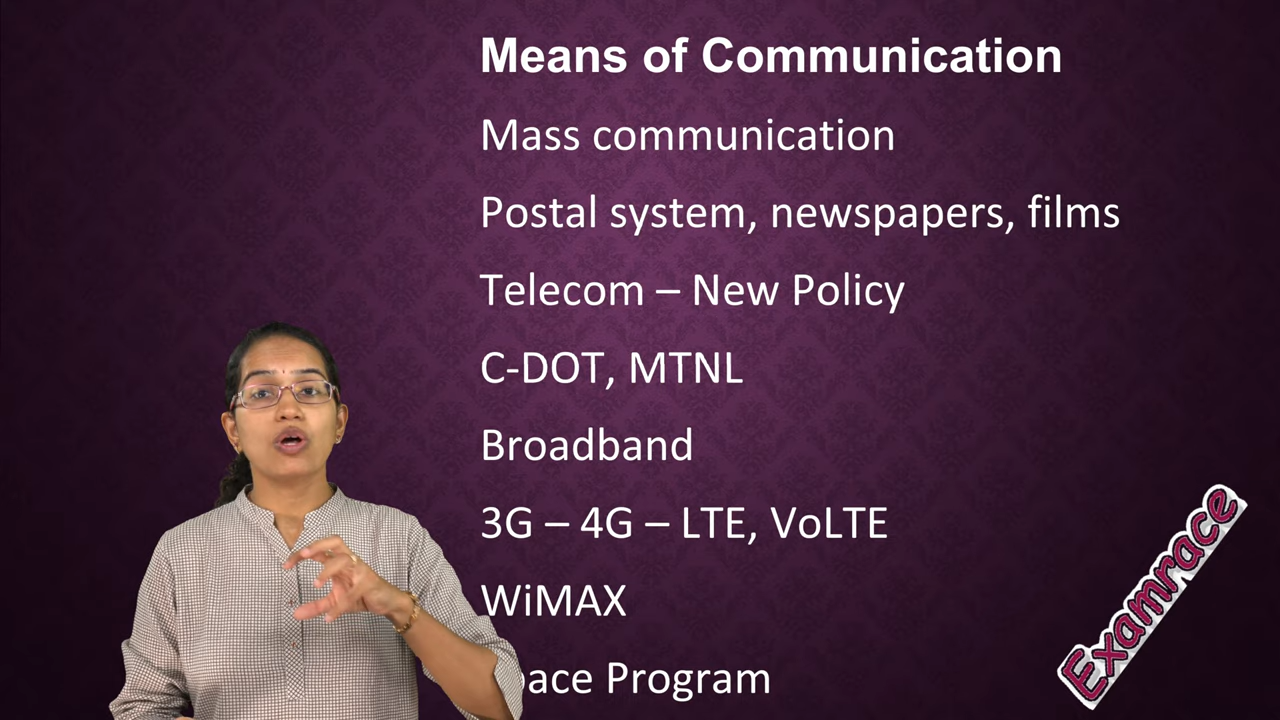 Means of Communication
Mass communication
Postal system, newspapers, films
Telecom – New Policy
C-DOT, MTNL
Broadband
3G – 4G – LTE, VoLTE
WiMAX
Program
Examrace